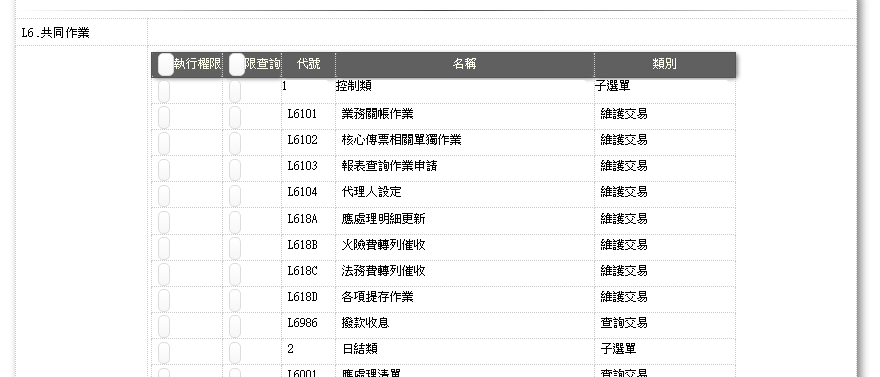 L6.共同作業
執行權限 限查詢 代號 名稱 類別
1 控制類 子選單
L6101 業務關帳作業 維護交易
L6102 核心傳票相關單獨作業 維護交易
L6103 報表查詢作業申請 維護交易
L6104 代理人設定 維護交易
L618A 應處理明細更新 維護交易
L618B 火險費轉列催收 維護交易
L618C 法務費轉列催收 維護交易
L618D 各項提存作業 維護交易
L6986 撥款收息 查詢交易
2 日結類 子選單
L6001 應處理清單 查詢交易